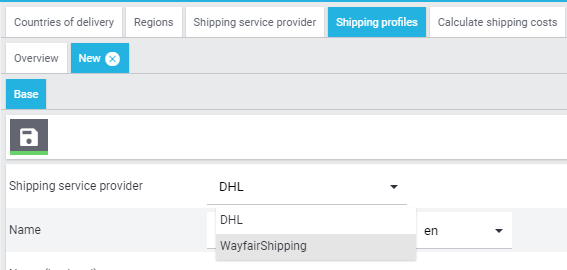 Countries of delivery Regions Shipping service provider Shipping profiles Calculate shipping costs
Overview New
Base
Shipping service provider DHL
DHL
Name en
WayfairShipping